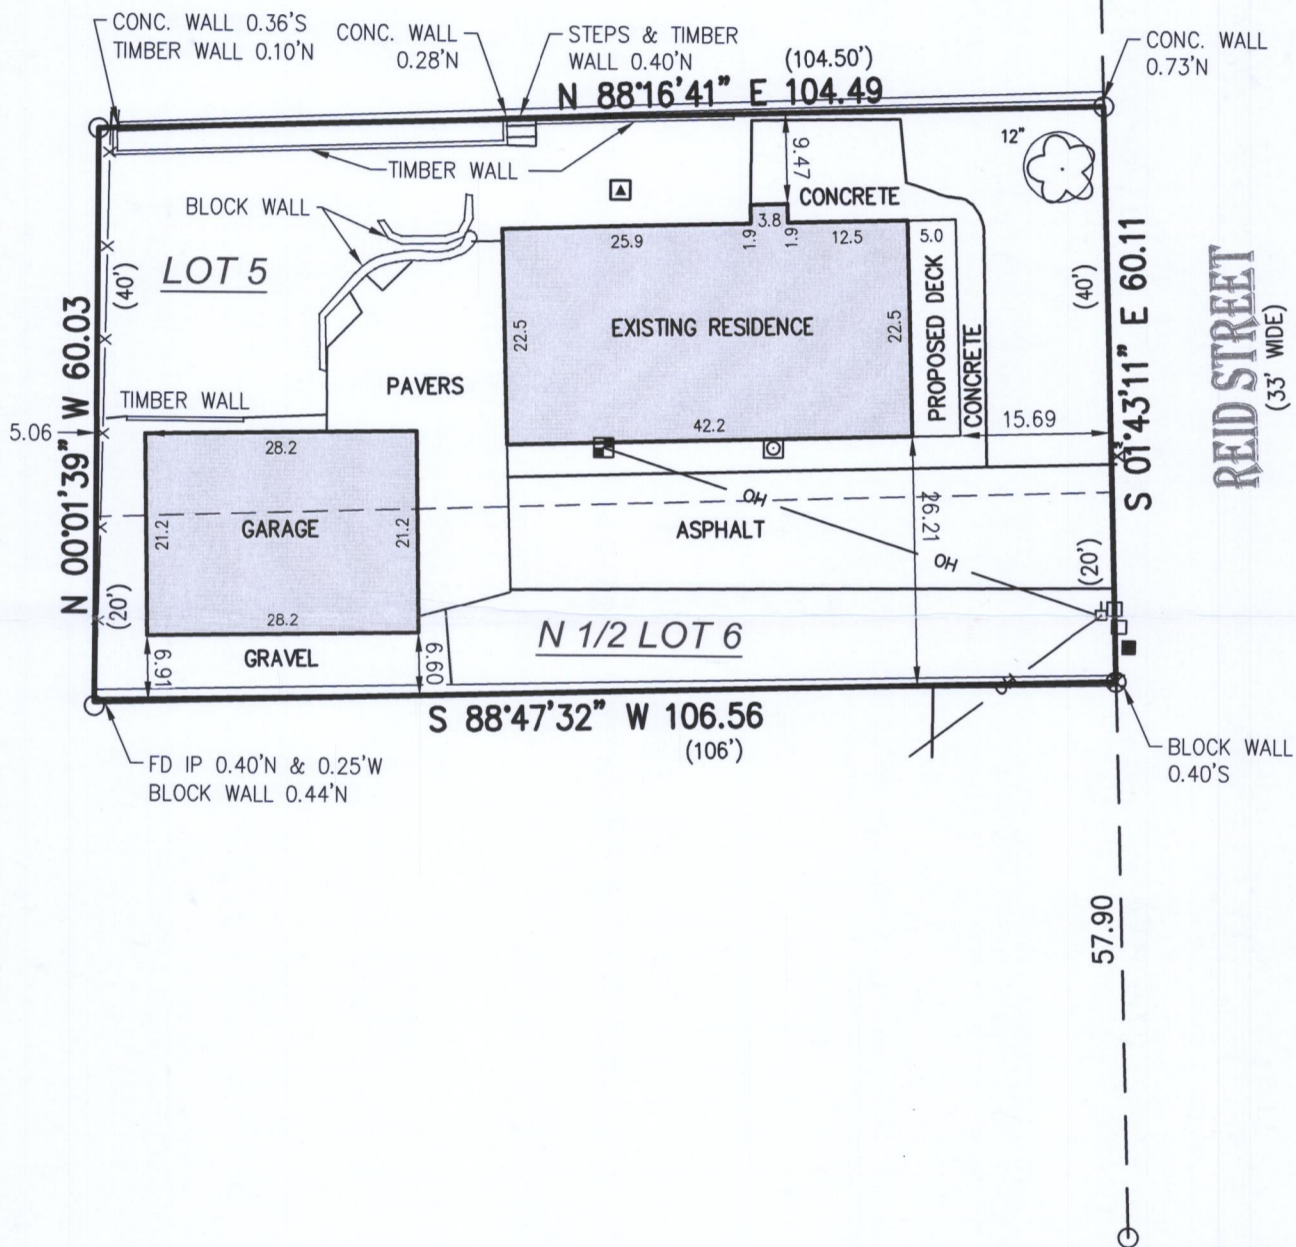 CONC. WALL 0.36'S
TIMBER WALL 0.10'N
CONC. WALL
0.28'N
STEPS & TIMBER
WALL 0.40'N
(104.50')
N 88°16'41" E 104.49
CONC. WALL
0.73'N
12"
TIMBER WALL
9.47
CONCRETE
BLOCK WALL
3.8
25.9
1.9
1.9
12.5
5.0
LOT 5
(40')
(40')
N 00°01'39" W 60.03
S 01°43'11" E 60.11
REID STREET
(33' WIDE)
22.5
EXISTING RESIDENCE
22.5
PROPOSED DECK
CONCRETE
PAVERS
TIMBER WALL
5.06
28.2
42.2
15.69
OH
21.2
GARAGE
21.2
ASPHALT
26.21
OH
(20')
(20')
28.2
GRAVEL
6.91
6.60
N 1/2 LOT 6
S 88°47'32" W 106.56
(106')
FD IP 0.40'N & 0.25'W
BLOCK WALL 0.44'N
BLOCK WALL
0.40'S
57.90